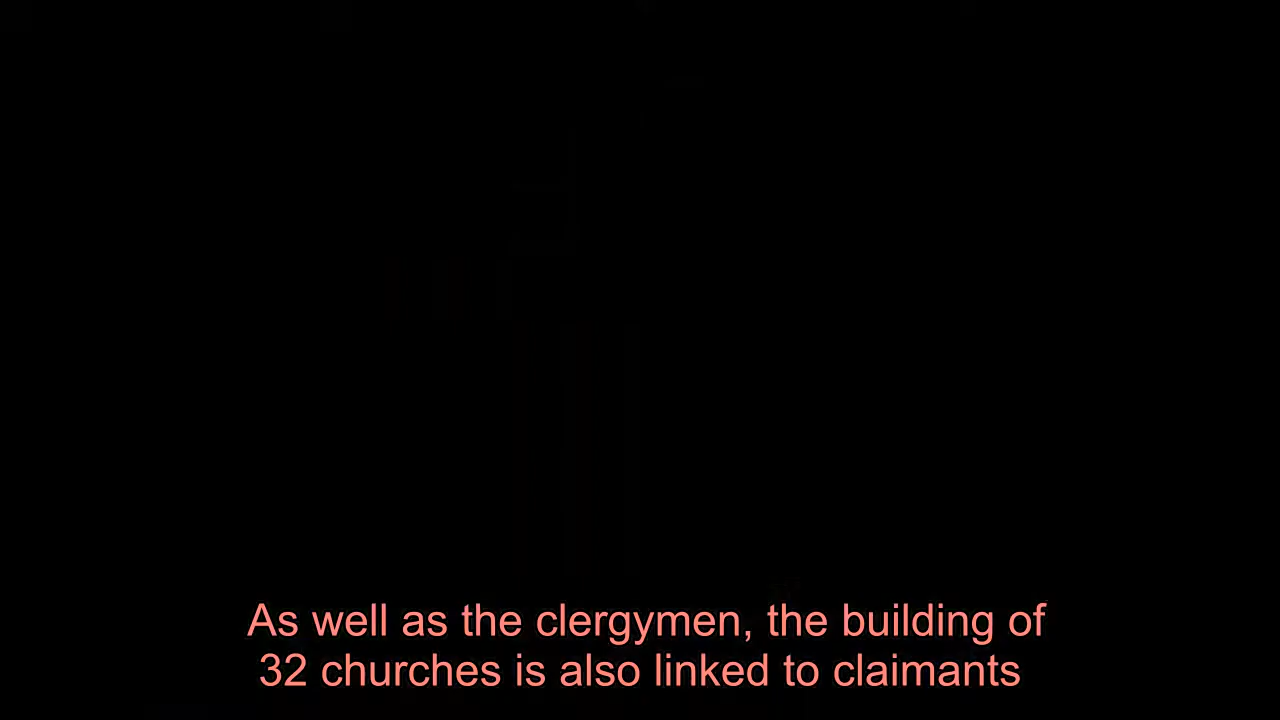 As well as the clergymen, the building of
32 churches is also linked to claimants